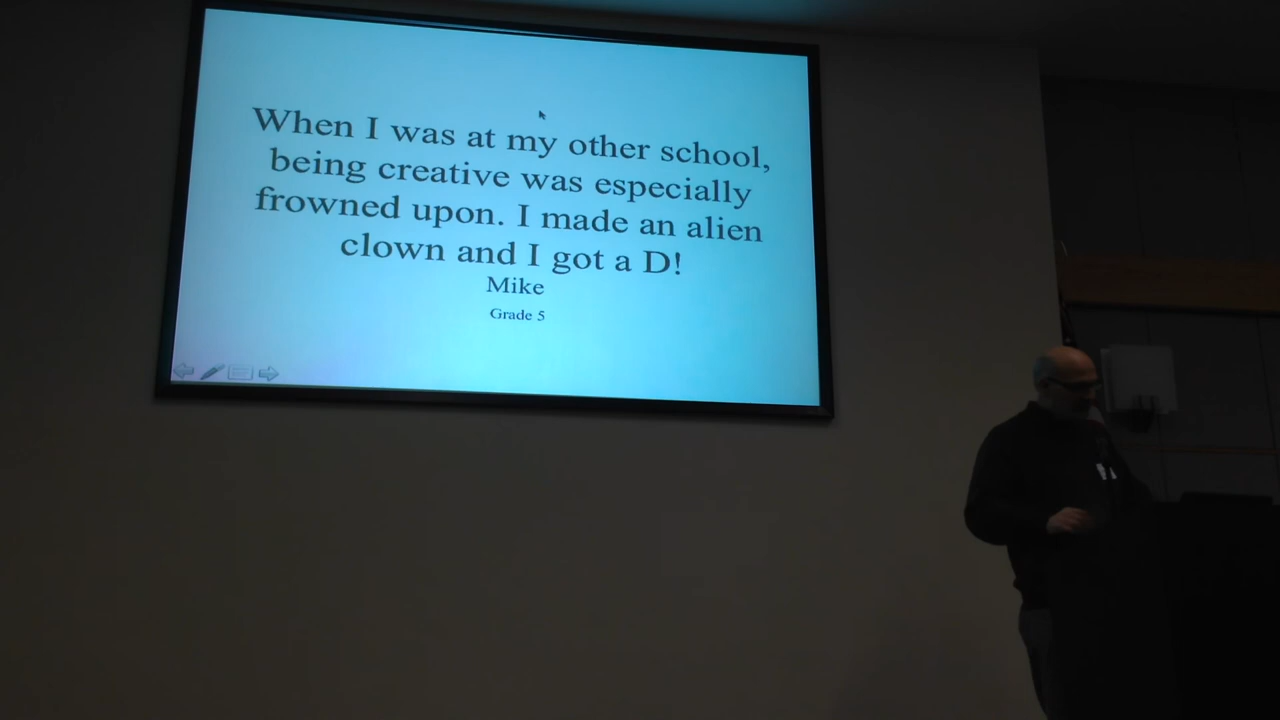 When I was at my other school,
being creative was especially
frowned upon. I made an alien
clown and I got a D!
Mike
Grade 5